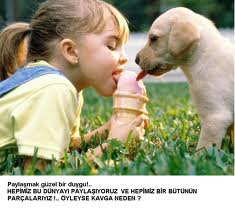 Paylaşmak güzel bir duygu!..
HEPİMİZ BU DÜNYAYI PAYLAŞIYORUZ VE HEPİMİZ BİR BÜTÜNÜN
PARÇALARIYIZ !., ÖYLEYSE KAVGA NEDEN ?